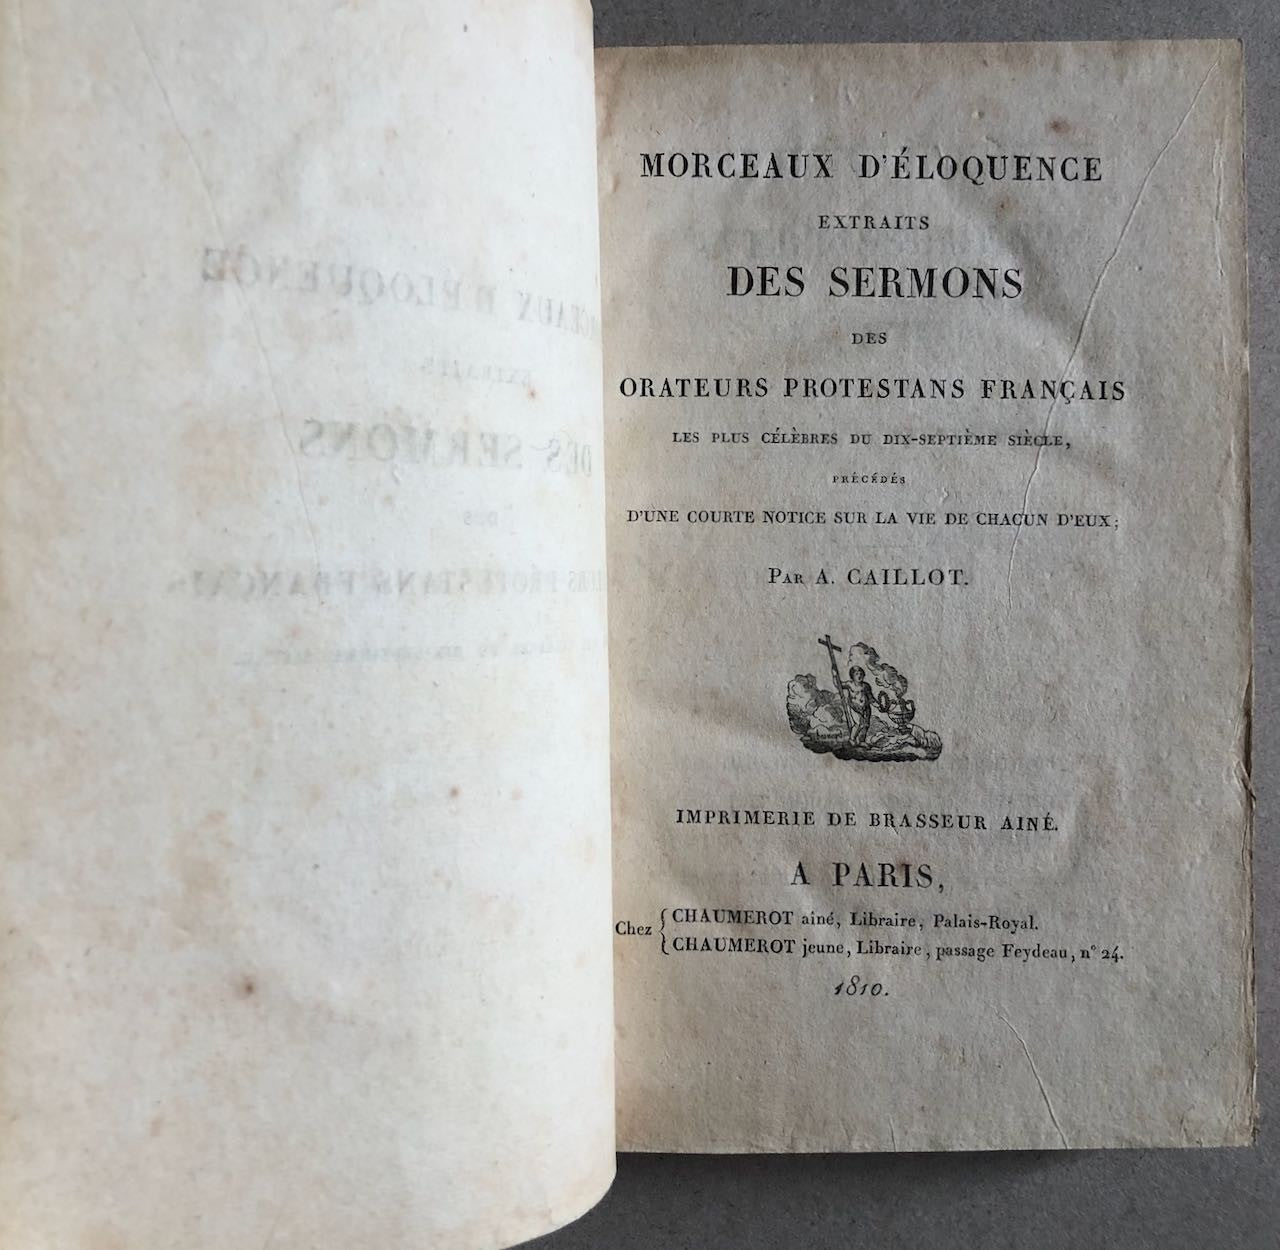 MORCEAUX D'ÉLOQUENCE
EXTRAITS
DES SERMONS
DES
ORATEURS PROTESTANS FRANÇAIS
LES PLUS CÉLÈBRES DU DIX-SEPTIÈME SIÈCLE,
PRÉCÉDÉS
D'UNE COURTE NOTICE SUR LA VIE DE CHACUN D'EUX;
PAR A. CAILLOT.
IMPRIMERIE DE BRASSEUR AINÉ.
A PARIS,
Chez { CHAUMEROT aîné, Libraire, Palais-Royal.
CHAUMEROT jeune, Libraire, passage Feydeau, n° 24.
1810.